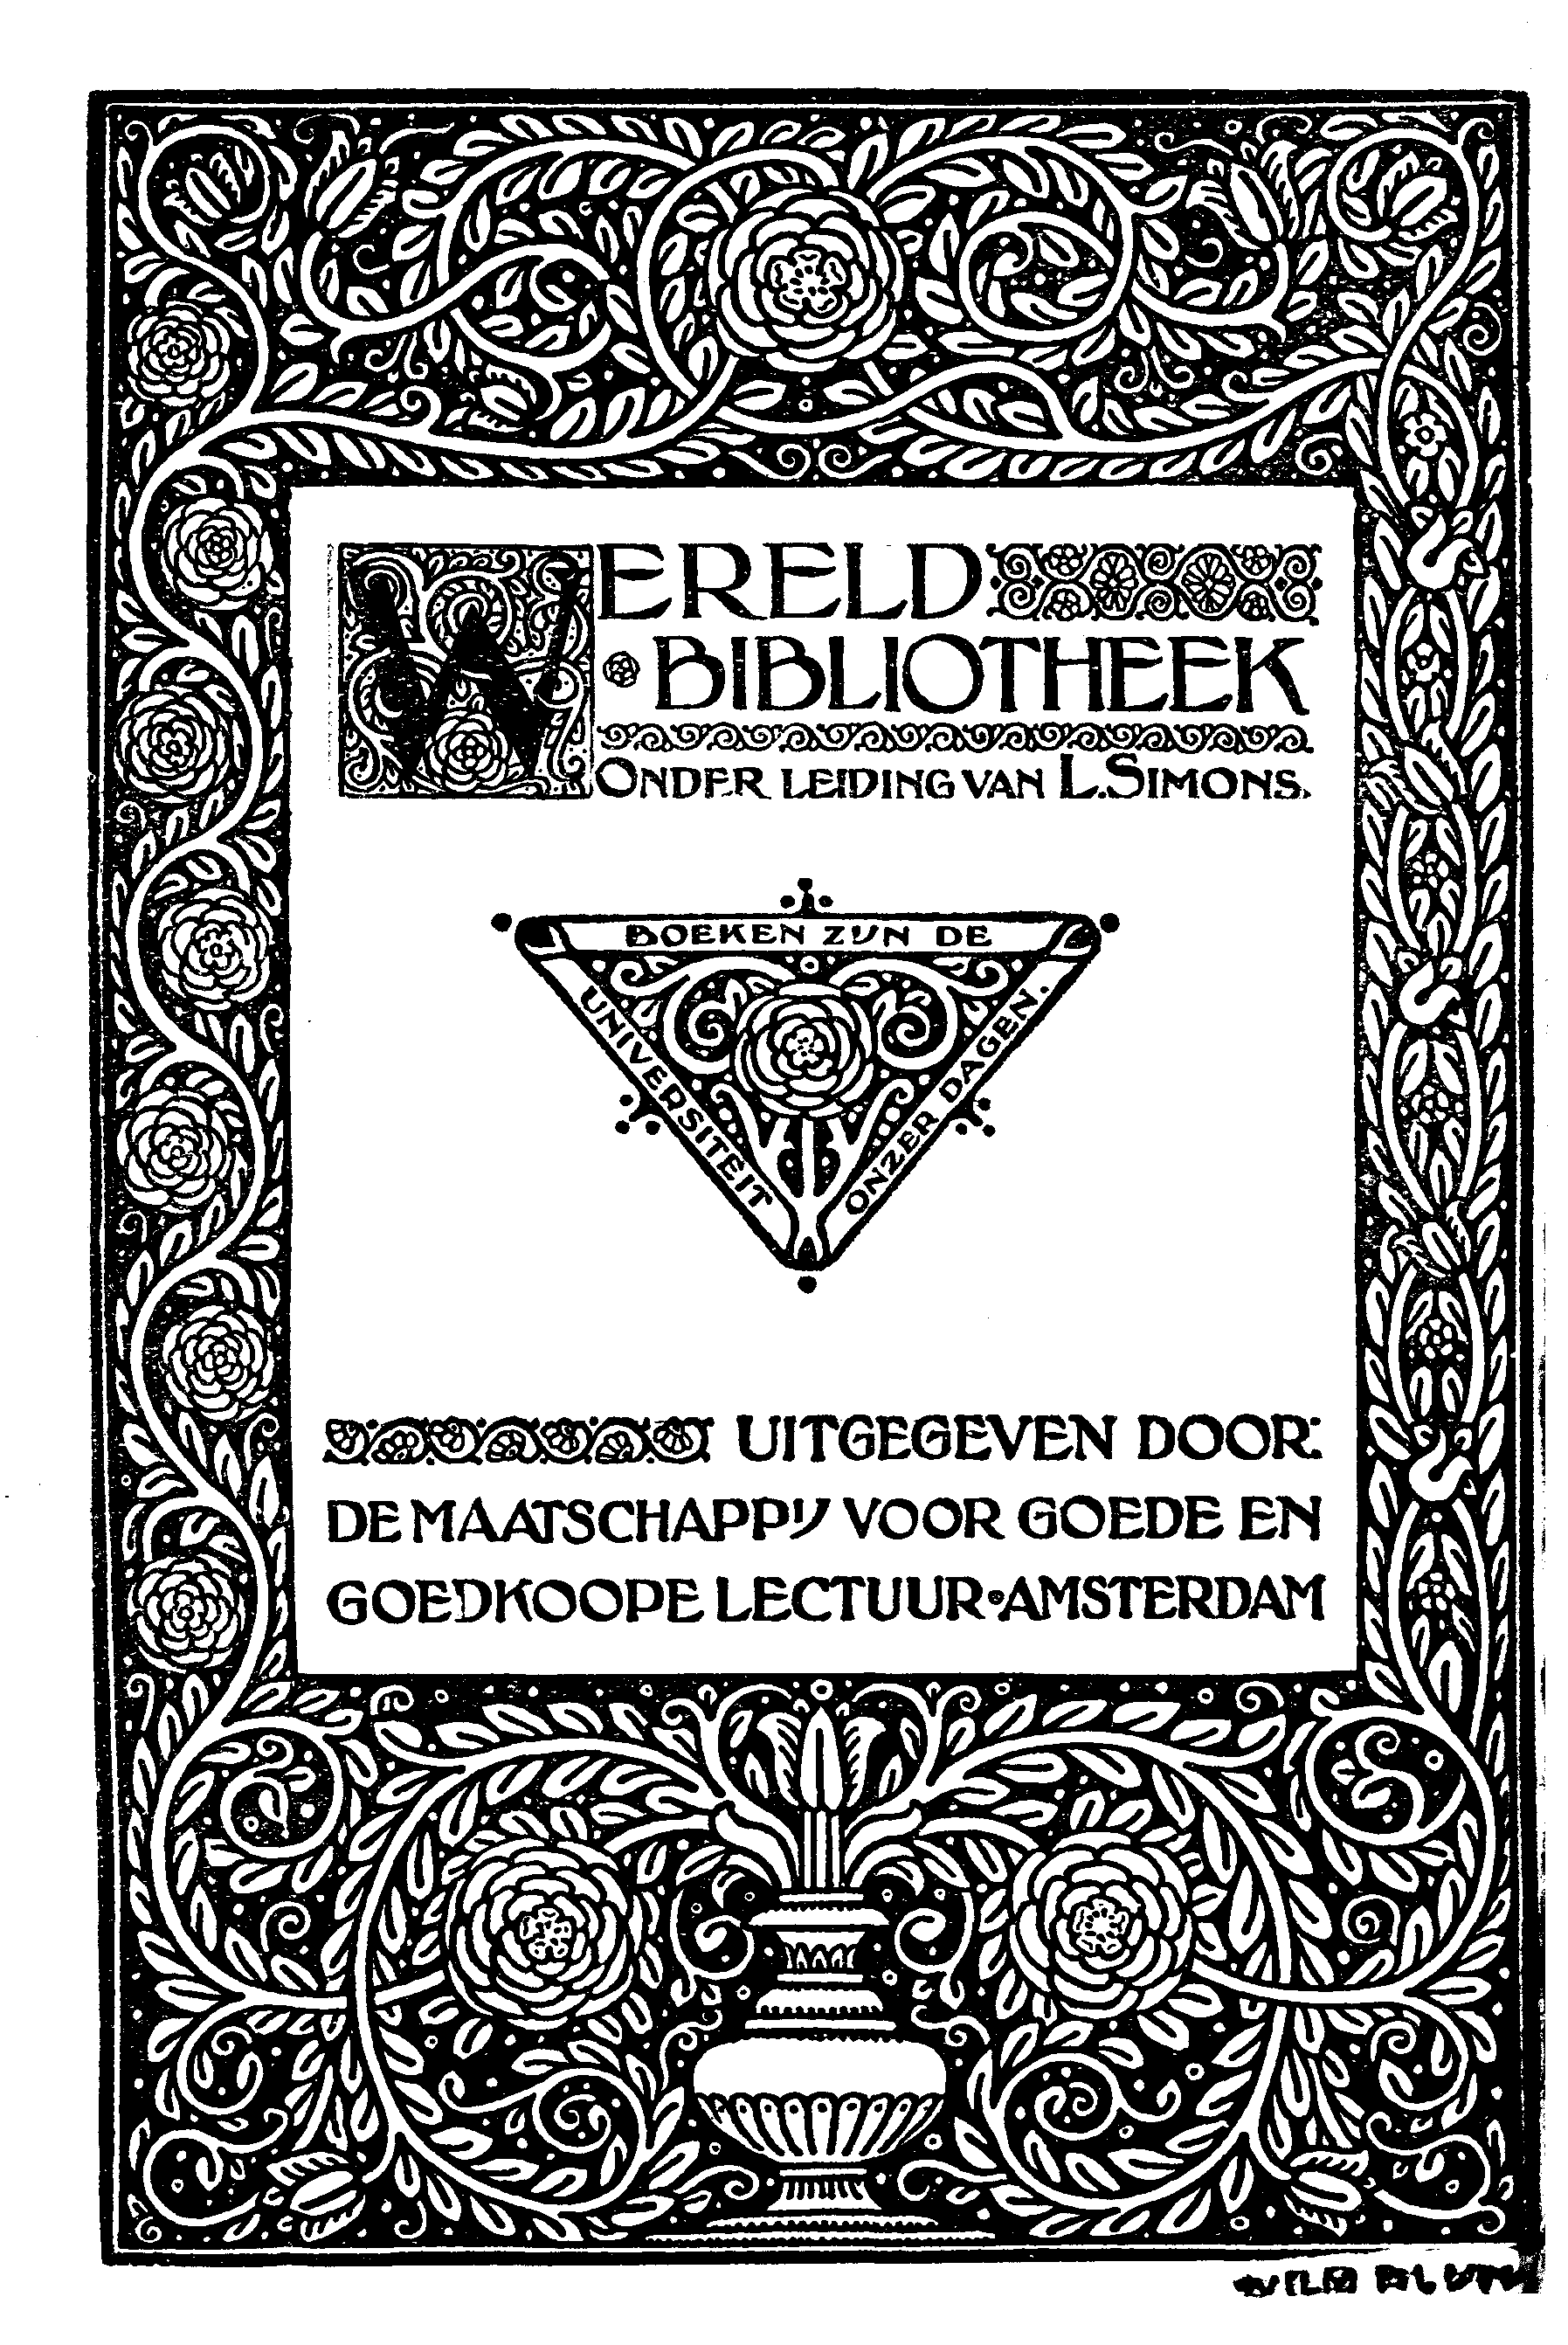 WERELD
BIBLIOTHEEK
ONDER LEIDING VAN L. SIMONS.
BOEKEN ZIJN DE
UNIVERSITEIT
ONZER DAGEN.
UITGEGEVEN DOOR:
DE MAATSCHAPPIJ VOOR GOEDE EN
GOEDKOOPE LECTUUR•AMSTERDAM